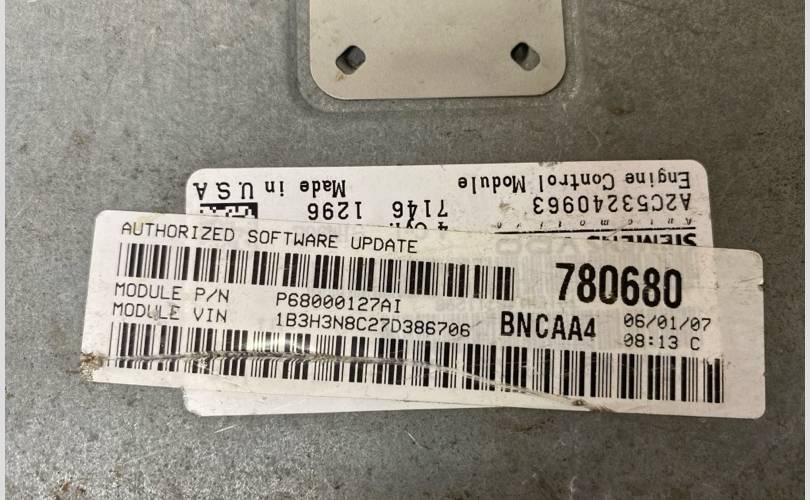 AUTHORIZED SOFTWARE UPDATE
780680
MODULE P/N P68000127AI
MODULE VIN 1B3H3N8C27D386706
BNCAA4
06/01/07
08:13 C
SIEMENS
Automotive
A2C53240963
7146 1296
Engine Control Module
Made in U.S.A